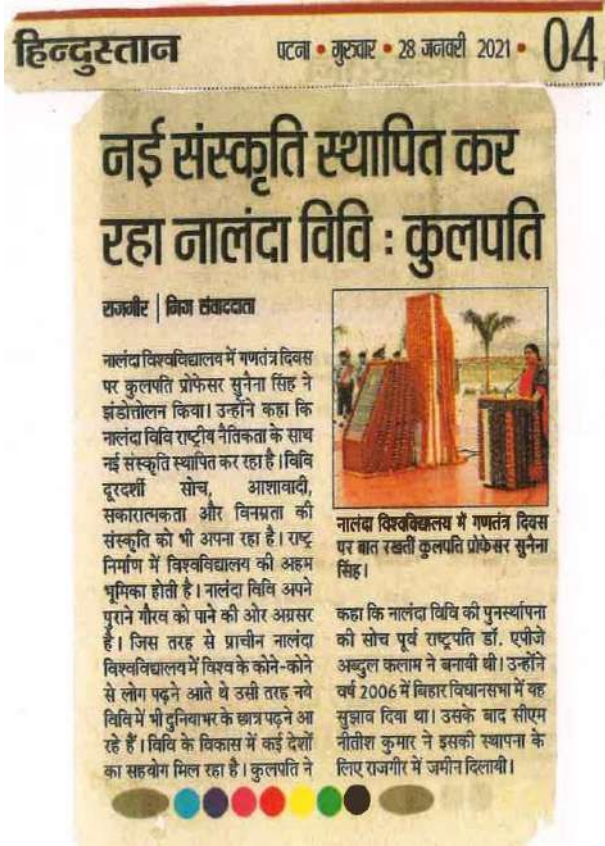 हिन्दुस्तान
पटना • गुरुवार • 28 जनवरी 2021 • 04
नई संस्कृति स्थापित कर
रहा नालंदा विवि : कुलपति
राजगीर | निज संवाददाता
नालंदा विश्वविद्यालय में गणतंत्र दिवस
पर कुलपति प्रोफेसर सुनैना सिंह ने
झंडोत्तोलन किया। उन्होंने कहा कि
नालंदा विवि राष्ट्रीय नैतिकता के साथ
नई संस्कृति स्थापित कर रहा है। विवि
दूरदर्शी सोच, आशावादी,
सकारात्मकता और विनम्रता की
संस्कृति को भी अपना रहा है। राष्ट्र
निर्माण में विश्वविद्यालय की अहम
भूमिका होती है। नालंदा विवि अपने
पुराने गौरव को पाने की ओर अग्रसर
है। जिस तरह से प्राचीन नालंदा
विश्वविद्यालय में विश्व के कोने-कोने
से लोग पढ़ने आते थे उसी तरह नये
विवि में भी दुनियाभर के छात्र पढ़ने आ
रहे हैं। विवि के विकास में कई देशों
का सहयोग मिल रहा है। कुलपति ने
नालंदा विश्वविद्यालय में गणतंत्र दिवस
पर बात रखतीं कुलपति प्रोफेसर सुनैना
सिंह।
कहा कि नालंदा विवि की पुनर्स्थापना
की सोच पूर्व राष्ट्रपति डॉ. एपीजे
अब्दुल कलाम ने बनायी थी। उन्होंने
वर्ष 2006 में बिहार विधानसभा में यह
सुझाव दिया था। उसके बाद सीएम
नीतीश कुमार ने इसकी स्थापना के
लिए राजगीर में जमीन दिलायी।